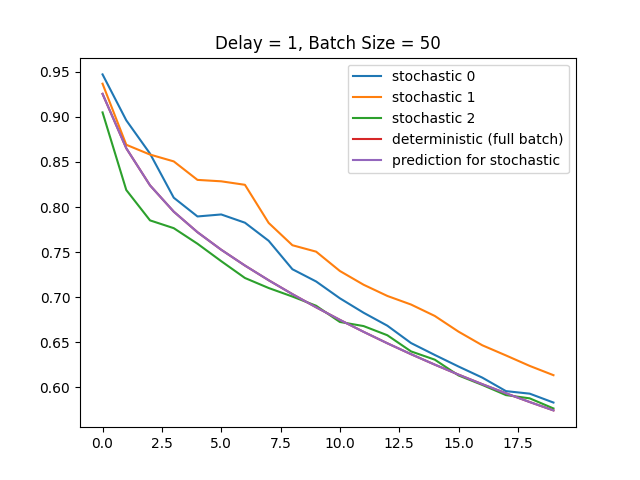 Delay = 1, Batch Size = 50
stochastic 0
stochastic 1
stochastic 2
deterministic (full batch)
prediction for stochastic
0.95
0.90
0.85
0.80
0.75
0.70
0.65
0.60
0.0 2.5 5.0 7.5 10.0 12.5 15.0 17.5